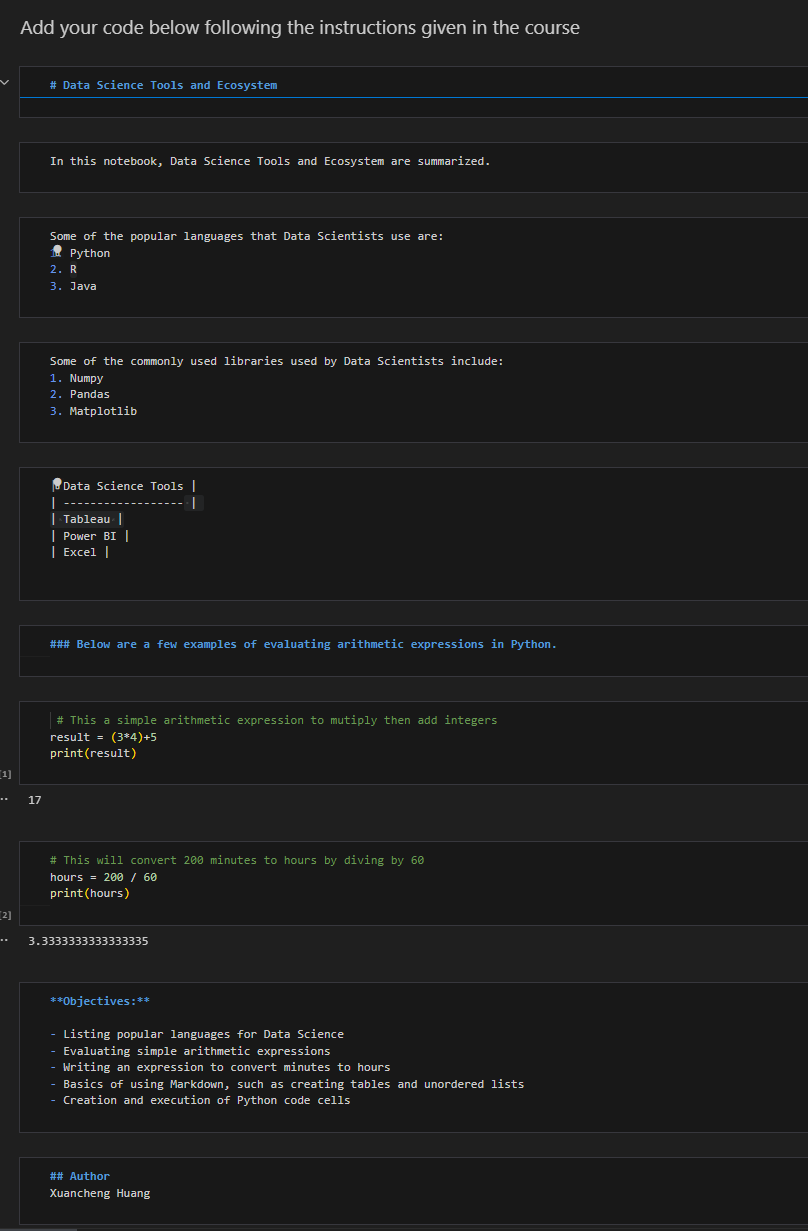 Add your code below following the instructions given in the course
# Data Science Tools and Ecosystem
In this notebook, Data Science Tools and Ecosystem are summarized.
Some of the popular languages that Data Scientists use are:
1. Python
2. R
3. Java
Some of the commonly used libraries used by Data Scientists include:
1. Numpy
2. Pandas
3. Matplotlib
| Data Science Tools |
| ------------------ |
| Tableau |
| Power BI |
| Excel |
### Below are a few examples of evaluating arithmetic expressions in Python.
# This a simple arithmetic expression to mutiply then add integers
result = (3*4)+5
print(result)
[1]
17
# This will convert 200 minutes to hours by diving by 60
hours = 200 / 60
print(hours)
[2]
3.3333333333333335
**Objectives:**
- Listing popular languages for Data Science
- Evaluating simple arithmetic expressions
- Writing an expression to convert minutes to hours
- Basics of using Markdown, such as creating tables and unordered lists
- Creation and execution of Python code cells
## Author
Xuancheng Huang